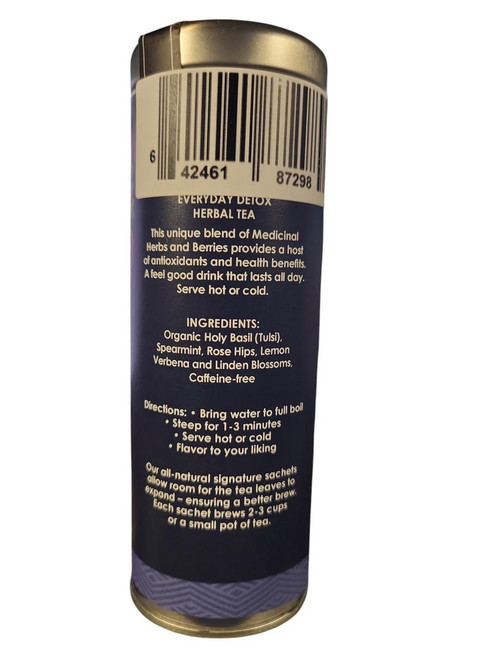 6 42461 87298
EVERYDAY DETOX
HERBAL TEA
This unique blend of Medicinal
Herbs and Berries provides a host
of antioxidants and health benefits.
A feel good drink that lasts all day.
Serve hot or cold.
INGREDIENTS:
Organic Holy Basil (Tulsi),
Spearmint, Rose Hips, Lemon
Verbena and Linden Blossoms,
Caffeine-free
Directions: • Bring water to full boil
• Steep for 1-3 minutes
• Serve hot or cold
• Flavor to your liking
Our all-natural signature sachets
allow room for the tea leaves to
expand – ensuring a better brew.
Each sachet brews 2-3 cups
or a small pot of tea.